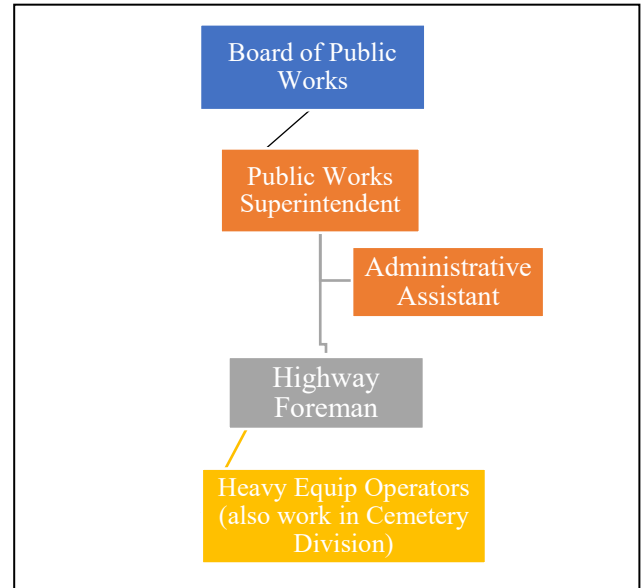 Board of Public
Works
Public Works
Superintendent
Administrative
Assistant
Highway
Foreman
Heavy Equip Operators
(also work in Cemetery
Division)